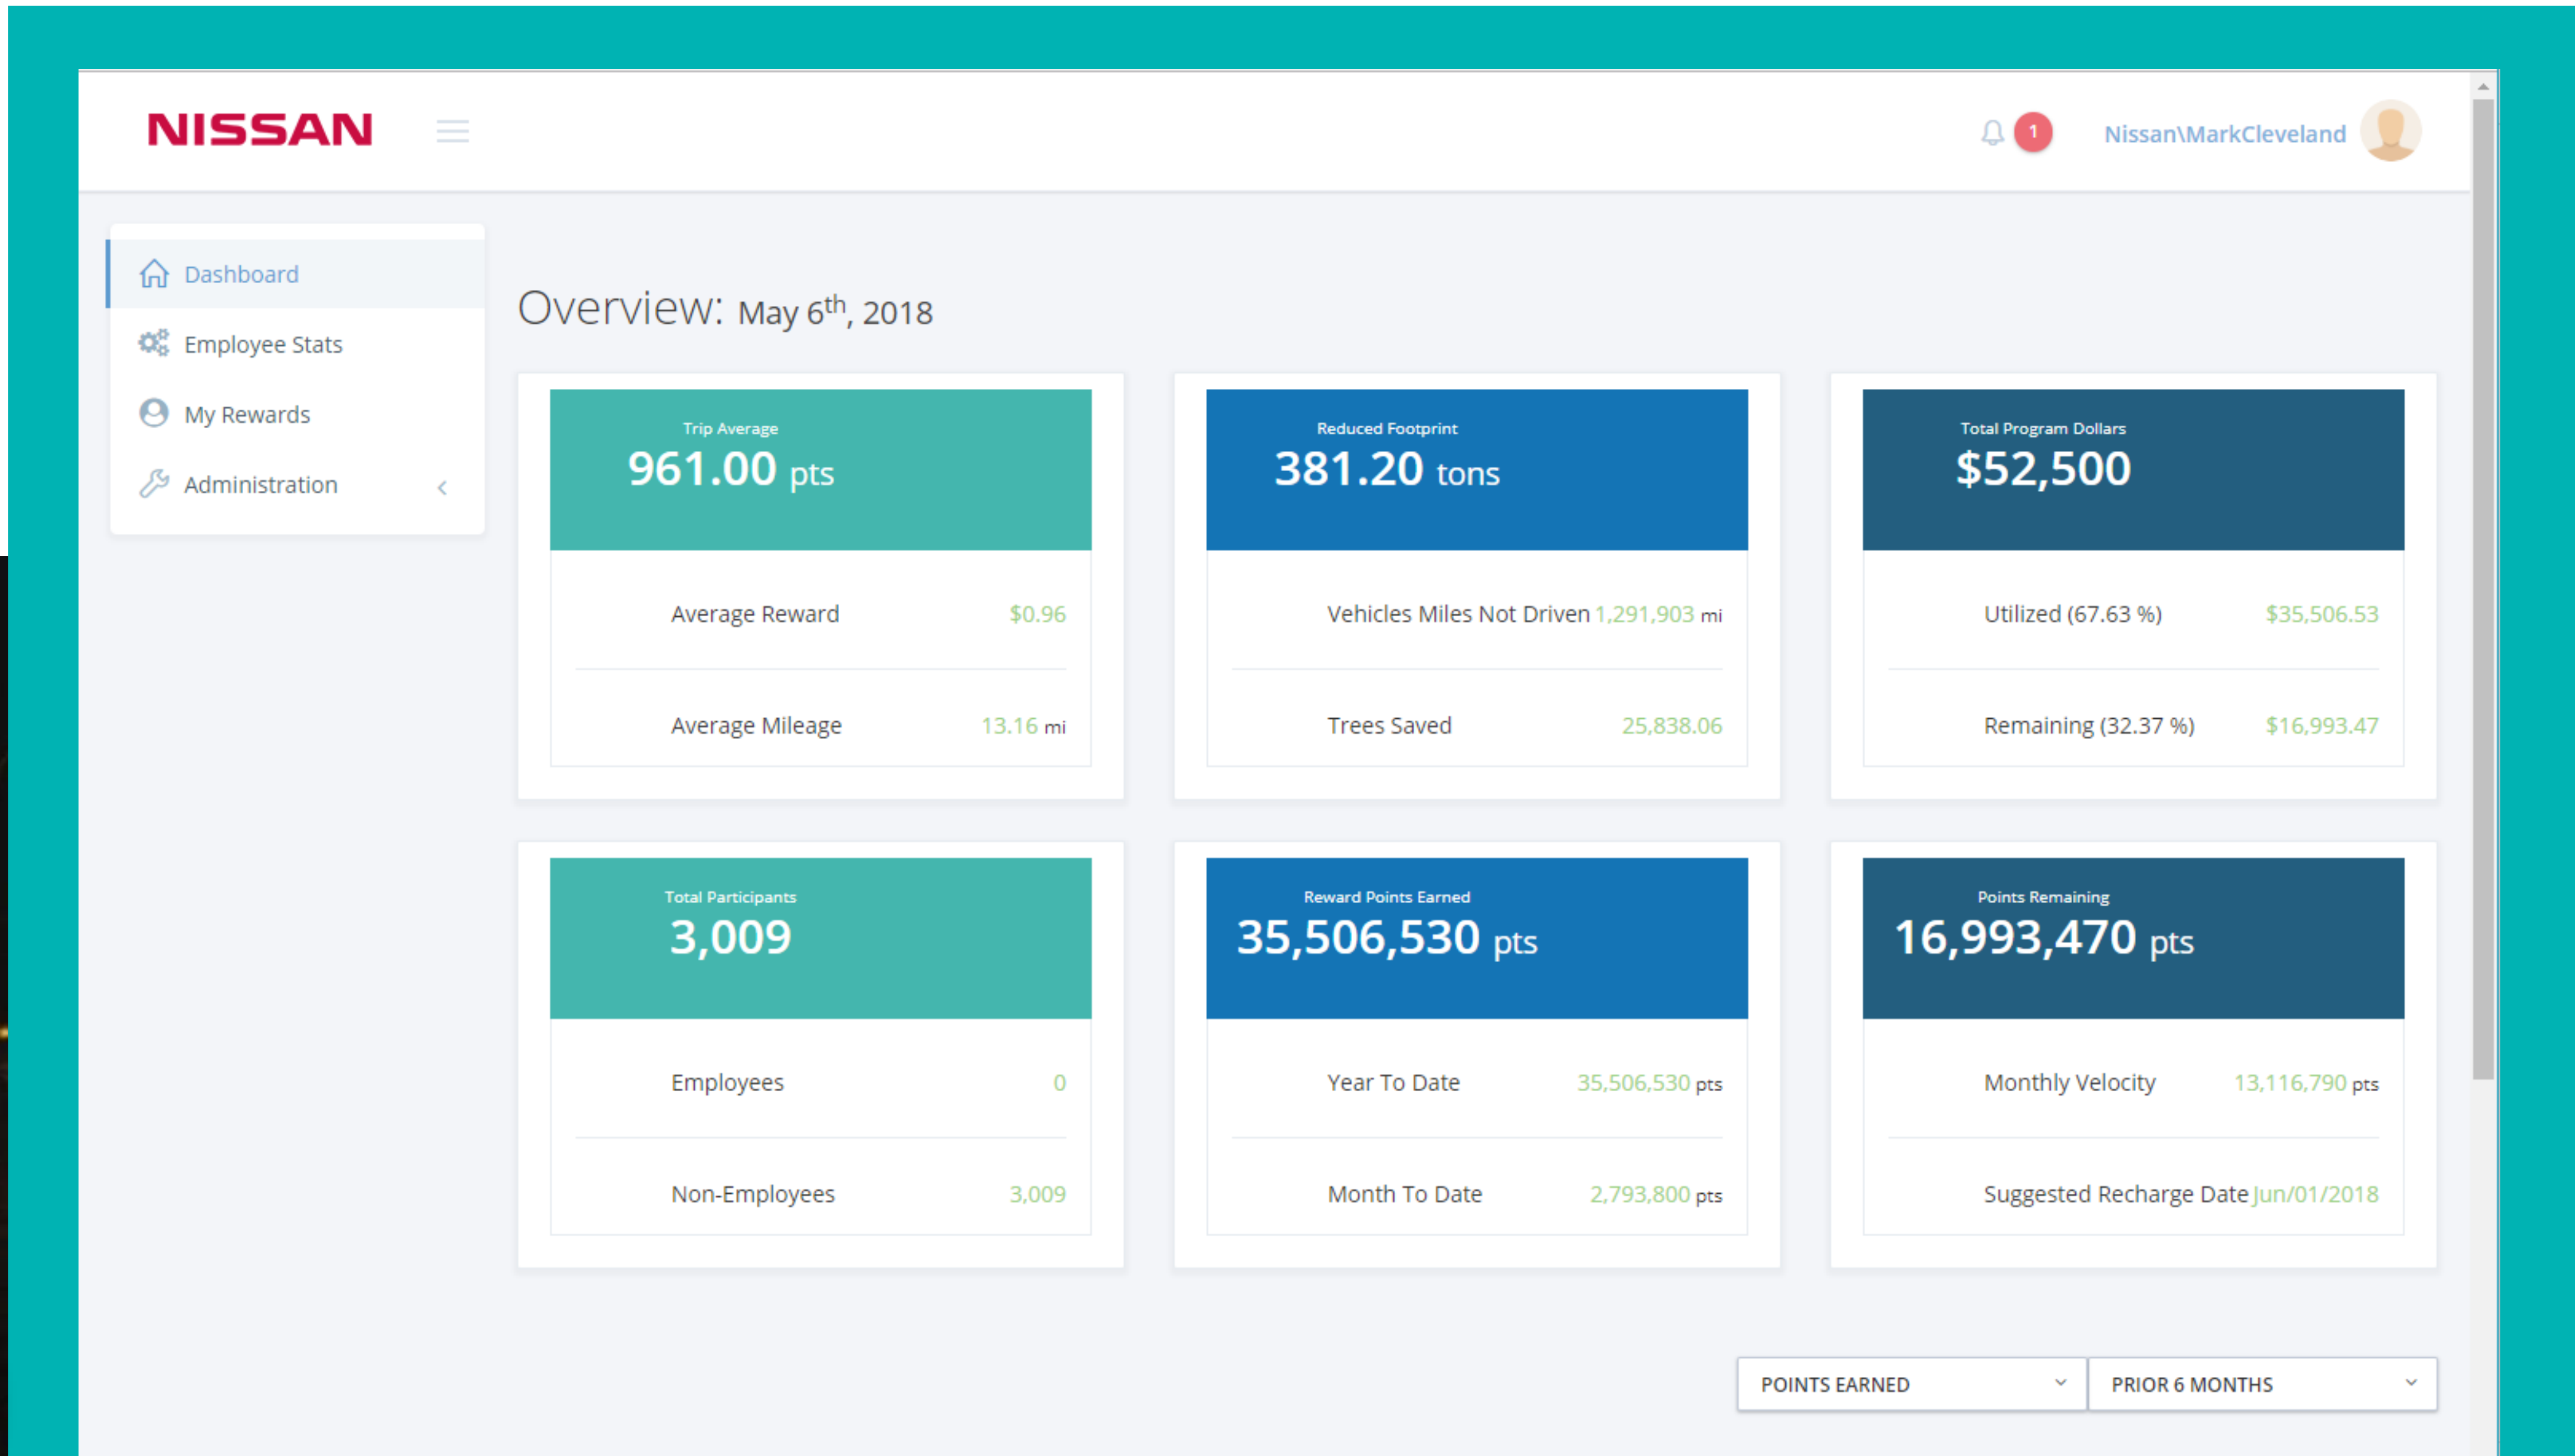 NISSAN
1
Nissan\MarkCleveland
Dashboard
Employee Stats
My Rewards
Administration
Overview: May 6th, 2018
Trip Average
961.00 pts
Average Reward $0.96
Average Mileage 13.16 mi
Reduced Footprint
381.20 tons
Vehicles Miles Not Driven 1,291,903 mi
Trees Saved 25,838.06
Total Program Dollars
$52,500
Utilized (67.63 %) $35,506.53
Remaining (32.37 %) $16,993.47
Total Participants
3,009
Employees 0
Non-Employees 3,009
Reward Points Earned
35,506,530 pts
Year To Date 35,506,530 pts
Month To Date 2,793,800 pts
Points Remaining
16,993,470 pts
Monthly Velocity 13,116,790 pts
Suggested Recharge Date Jun/01/2018
POINTS EARNED
PRIOR 6 MONTHS